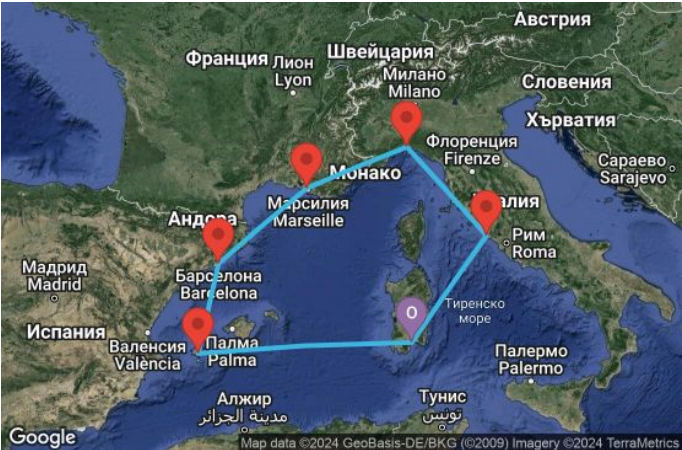 Австрия
Франция
Лион
Lyon
Швейцария
Милано
Milano
Словения
Хърватия
Флоренция
Firenze
Сараево
Sarajevo
Монако
Марсилия
Marseille
Андора
Италия
Рим
Roma
Мадрид
Madrid
Барселона
Barcelona
O
Тиренско
море
Испания
Валенсия
València
Палма
Palma
Палермо
Palermo
Алжир
مدينة الجزائر
Тунис
تونس
Google
Map data ©2024 GeoBasis-DE/BKG (©2009) Imagery ©2024 TerraMetrics